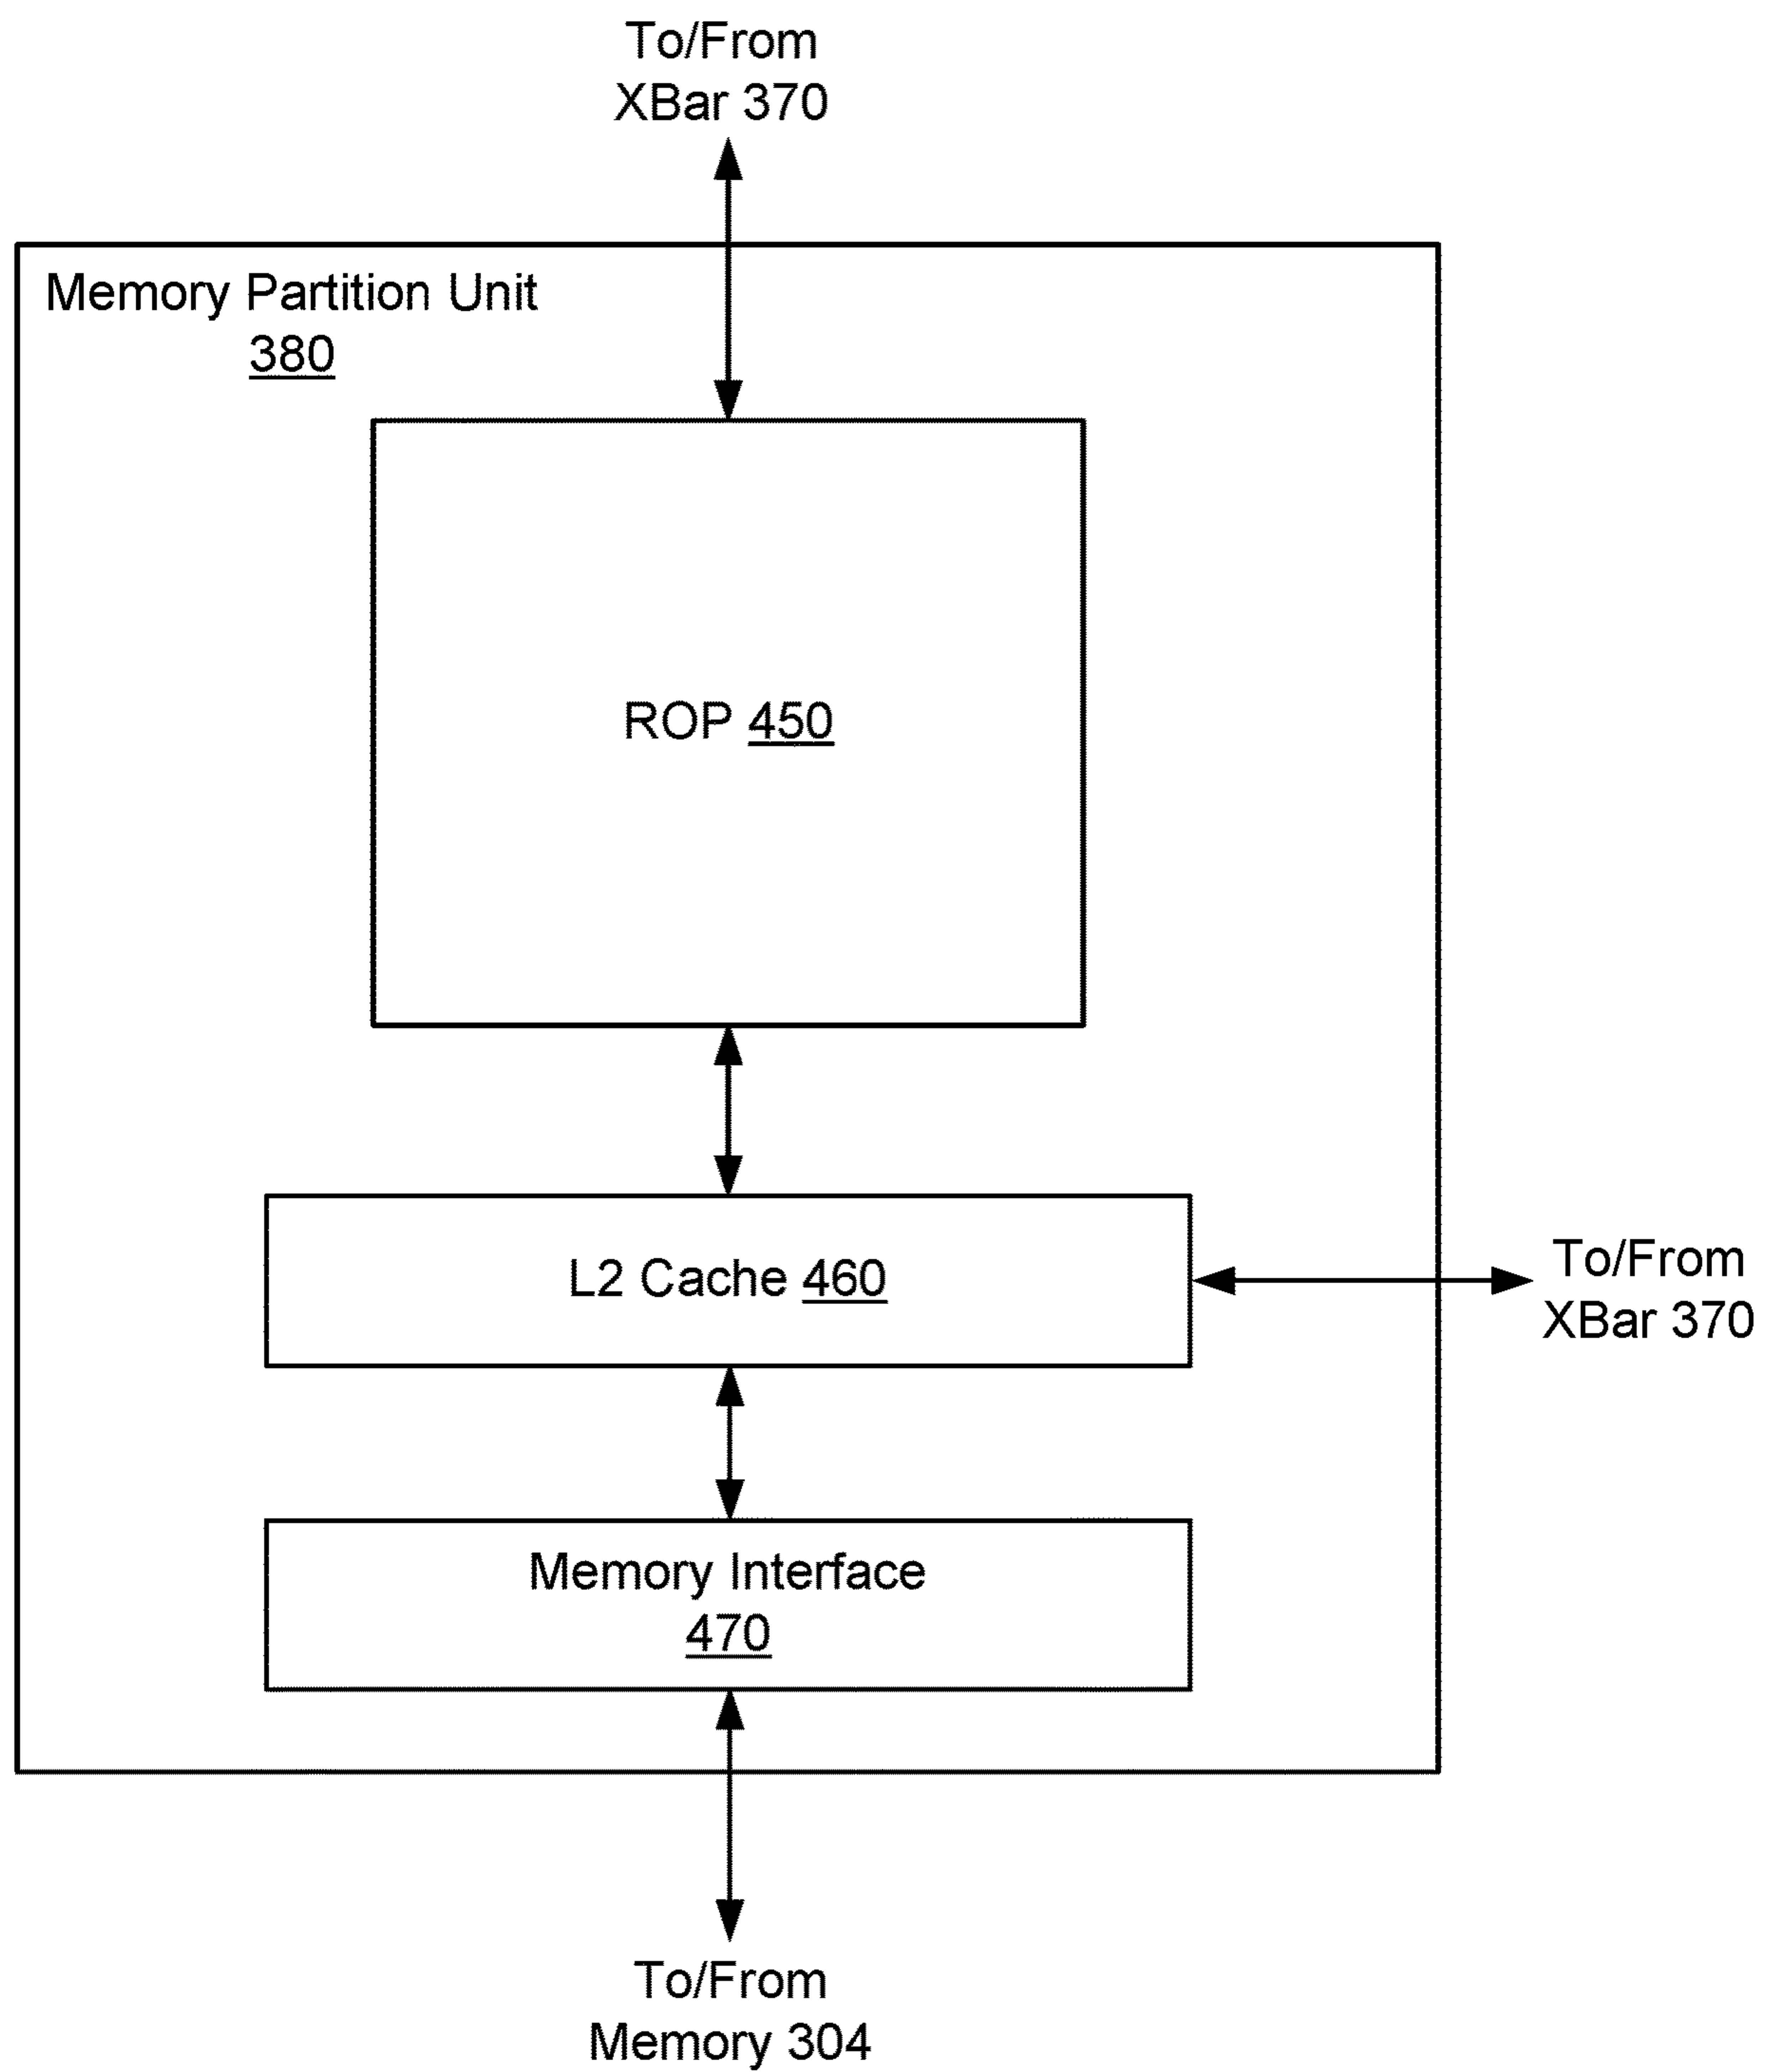 To/From
XBar 370
Memory Partition Unit
380
ROP 450
L2 Cache 460
To/From
XBar 370
Memory Interface
470
To/From
Memory 304